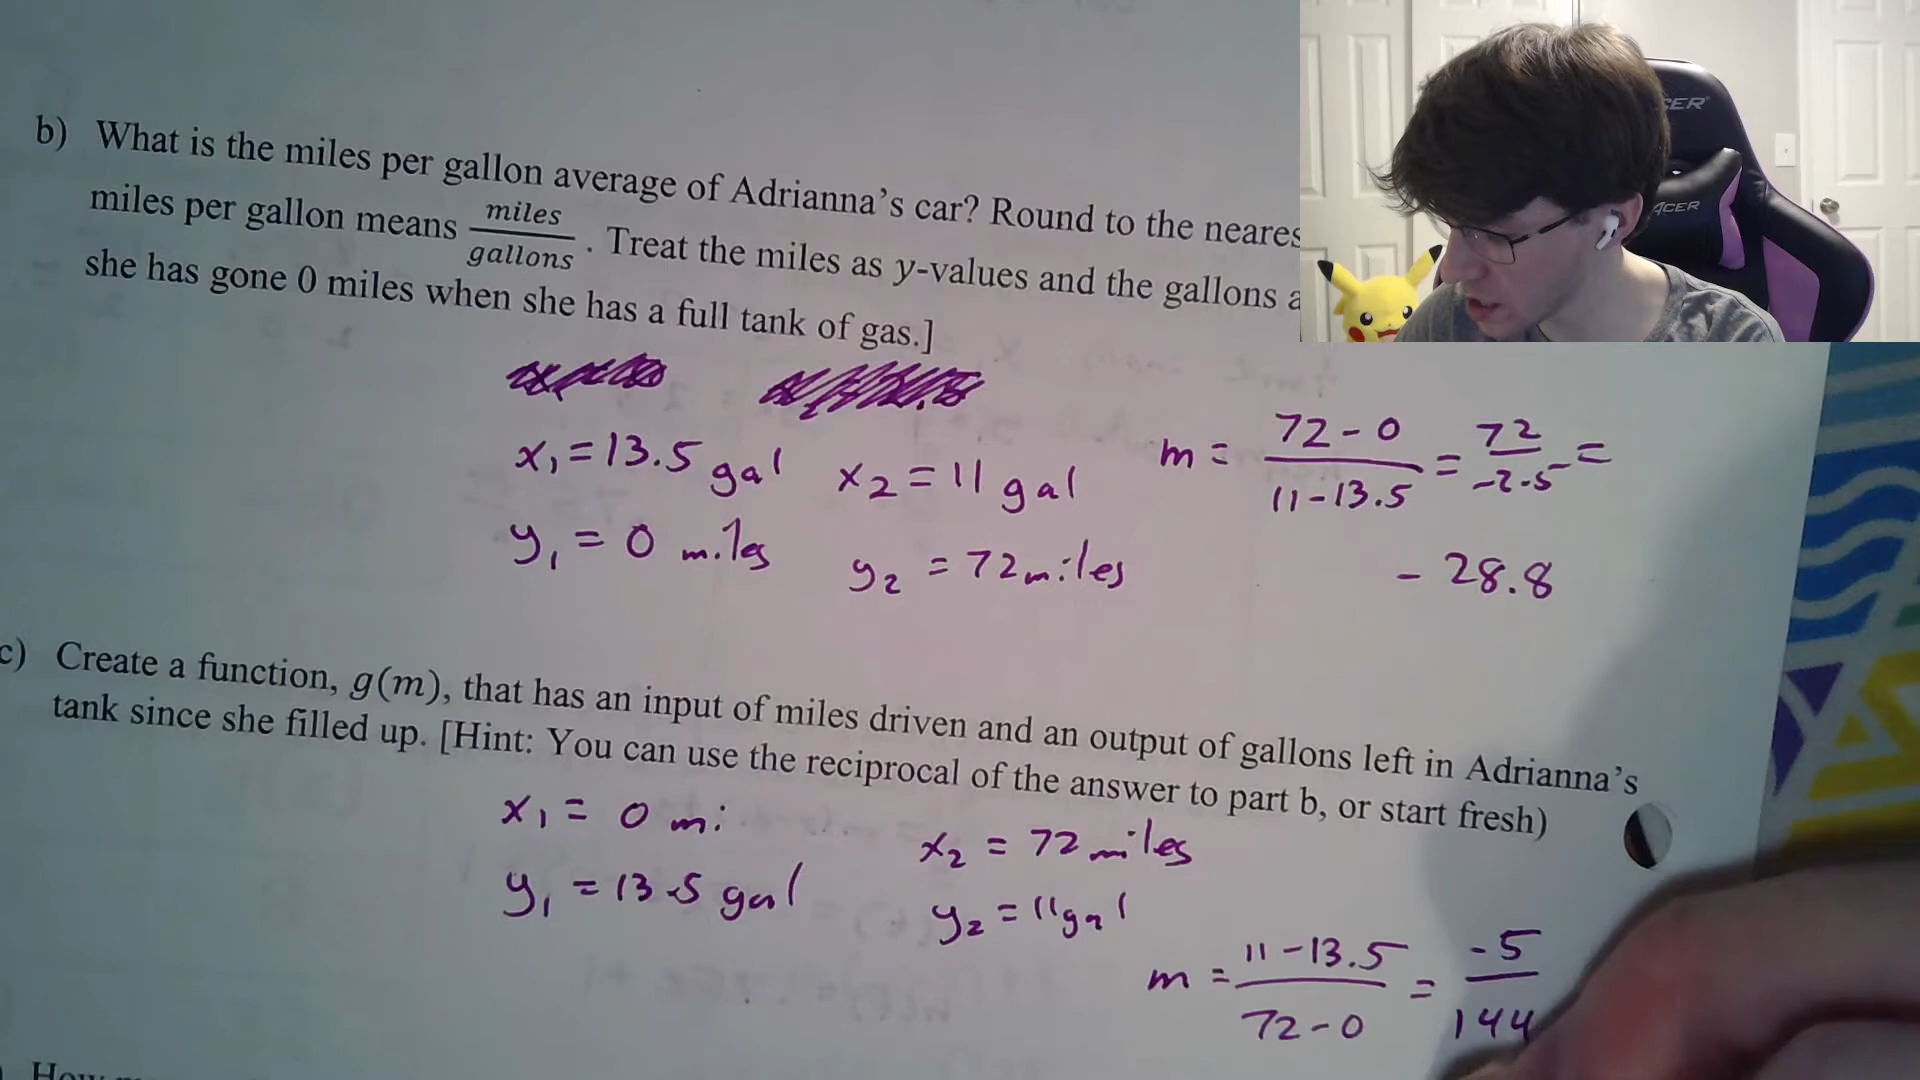 b) What is the miles per gallon average of Adrianna's car? Round to the neares
miles per gallon means miles/gallons. Treat the miles as y-values and the gallons a
she has gone 0 miles when she has a full tank of gas.]
x₁ = 13.5 gal x₂ = 11 gal
y₁ = 0 miles y₂ = 72 miles
m = (72 - 0)/(11 - 13.5) = 72/-2.5 =
- 28.8
c) Create a function, g(m), that has an input of miles driven and an output of gallons left in Adrianna's
tank since she filled up. [Hint: You can use the reciprocal of the answer to part b, or start fresh)
x₁ = 0 mi x₂ = 72 miles
y₁ = 13.5 gal y₂ = 11 gal
m = (11 - 13.5)/(72 - 0) = -5/144
ACER